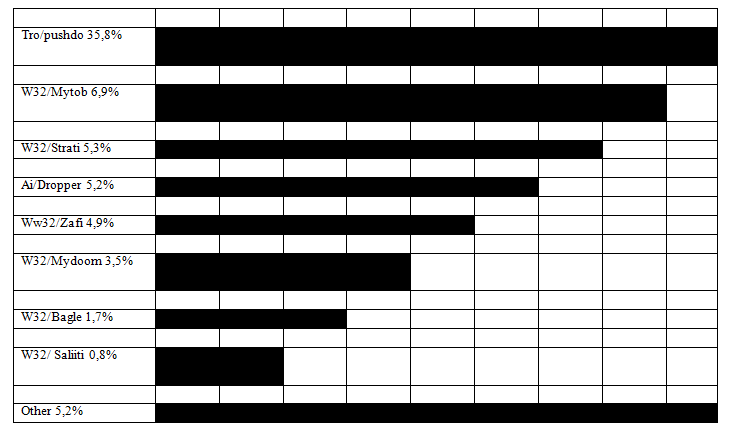 Tro/pushdo 35,8%
W32/Mytob 6,9%
W32/Strati 5,3%
Ai/Dropper 5,2%
Ww32/Zafi 4,9%
W32/Mydoom 3,5%
W32/Bagle 1,7%
W32/ Saliiti 0,8%
Other 5,2%